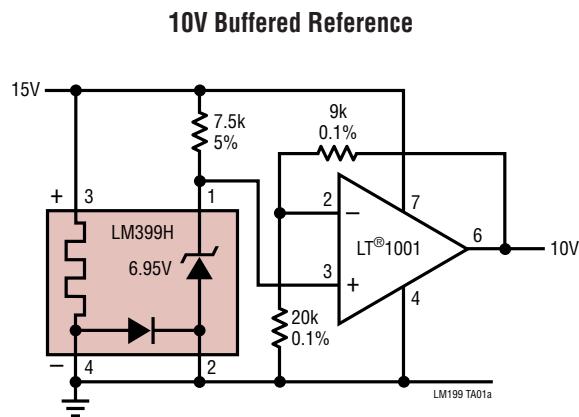 10V Buffered Reference
15V
7.5k
5%
9k
0.1%
+ 3
1
2
7
LM399H
6.95V
−
LT®1001
6
10V
3
+
4
20k
0.1%
− 4
2
LM199 TA01a